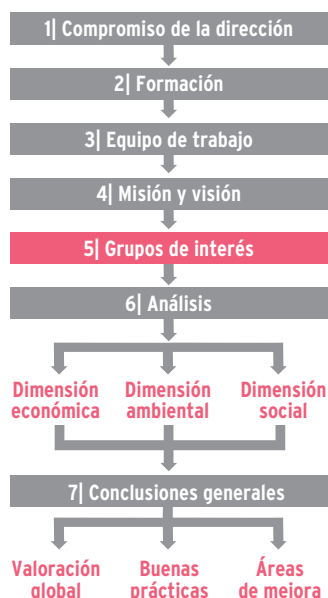 1| Compromiso de la dirección
2| Formación
3| Equipo de trabajo
4| Misión y visión
5| Grupos de interés
6| Análisis
Dimensión económica
Dimensión ambiental
Dimensión social
7| Conclusiones generales
Valoración global
Buenas prácticas
Áreas de mejora